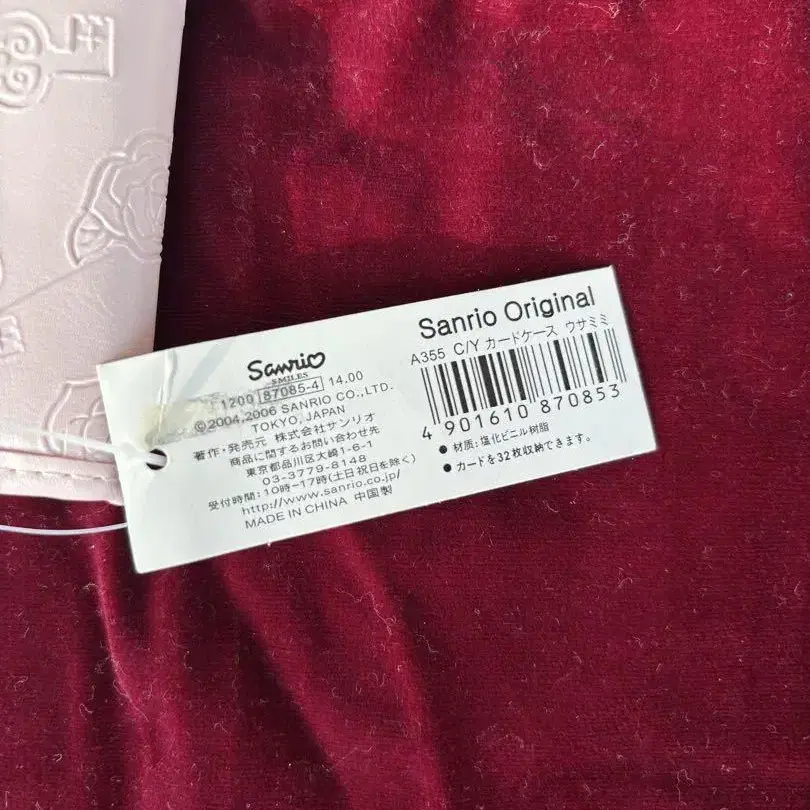 Sanrio
SMILES
1200 87085-4 14.00
©2004,2006 SANRIO CO.,LTD.
TOKYO, JAPAN
著作・発売元 株式会社サンリオ
商品に関するお問い合わせ先
東京都品川区大崎1-6-1
03-3779-8148
受付時間:10時~17時(土日祝日を除く)
http://www.sanrio.co.jp/
MADE IN CHINA 中国製
Sanrio Original
A355 C/Y カードケース ウサミミ
4 901610 870853
● 材質:塩化ビニル樹脂
● カードを32枚収納できます。